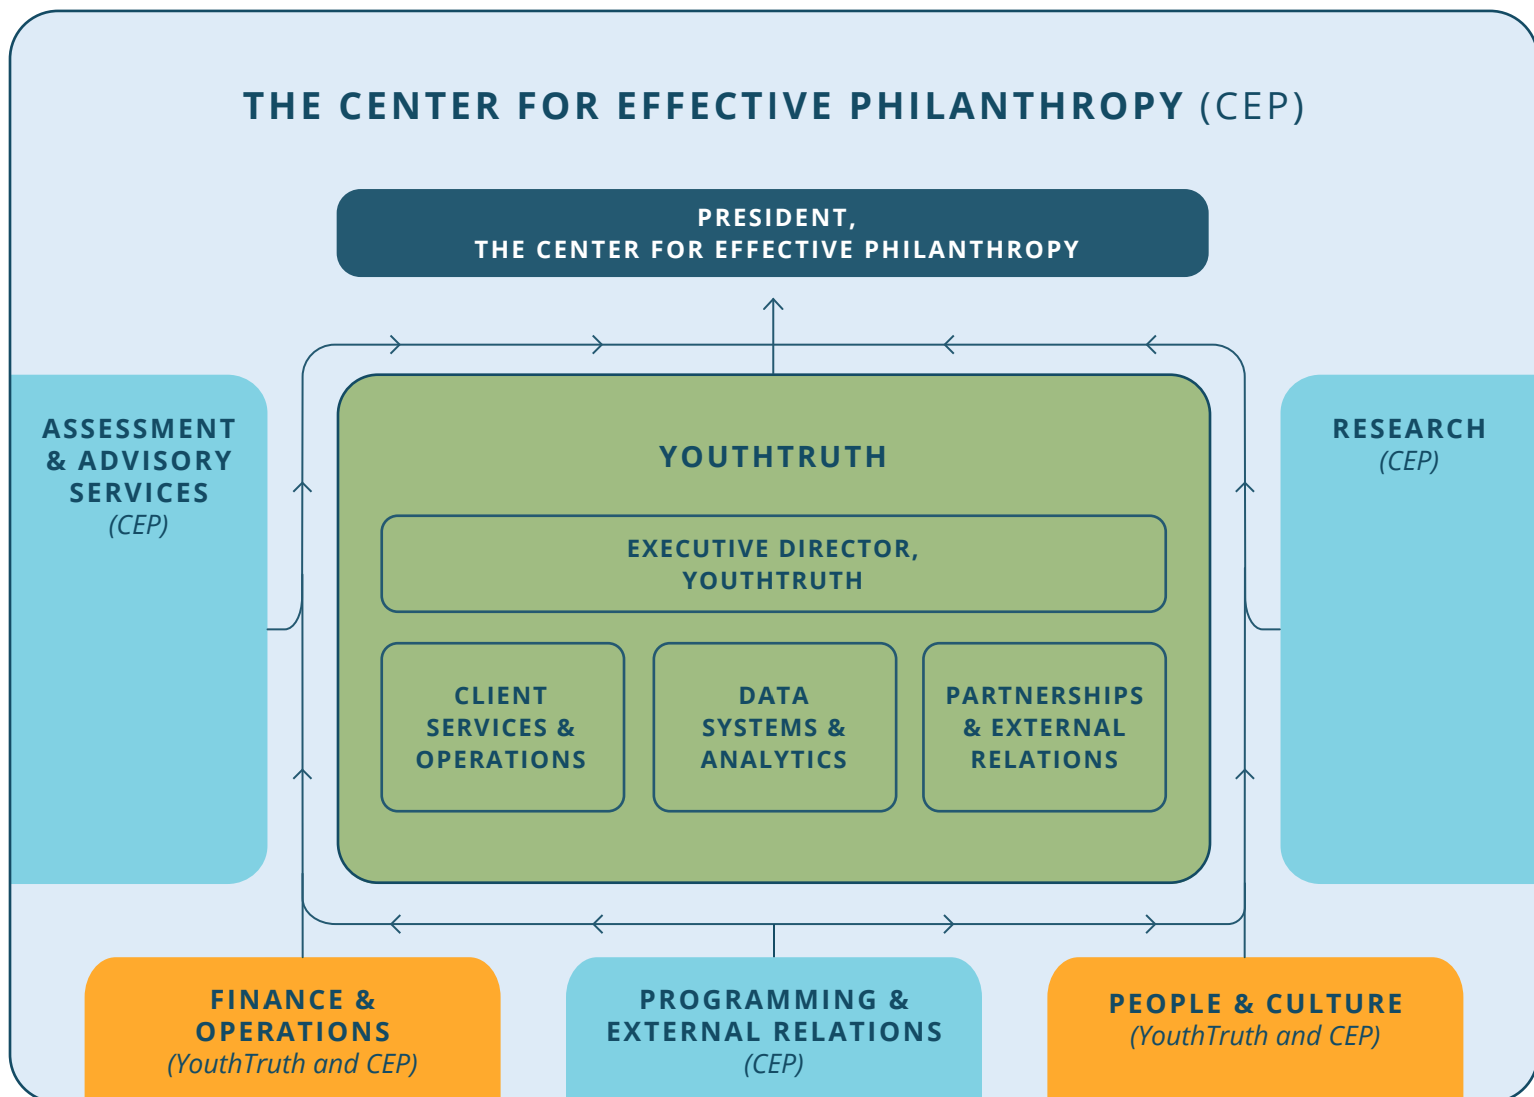 THE CENTER FOR EFFECTIVE PHILANTHROPY (CEP)
PRESIDENT,
THE CENTER FOR EFFECTIVE PHILANTHROPY
ASSESSMENT
& ADVISORY
SERVICES
(CEP)
YOUTHTRUTH
EXECUTIVE DIRECTOR,
YOUTHTRUTH
CLIENT
SERVICES &
OPERATIONS
DATA
SYSTEMS &
ANALYTICS
PARTNERSHIPS
& EXTERNAL
RELATIONS
RESEARCH
(CEP)
FINANCE &
OPERATIONS
(YouthTruth and CEP)
PROGRAMMING &
EXTERNAL RELATIONS
(CEP)
PEOPLE & CULTURE
(YouthTruth and CEP)